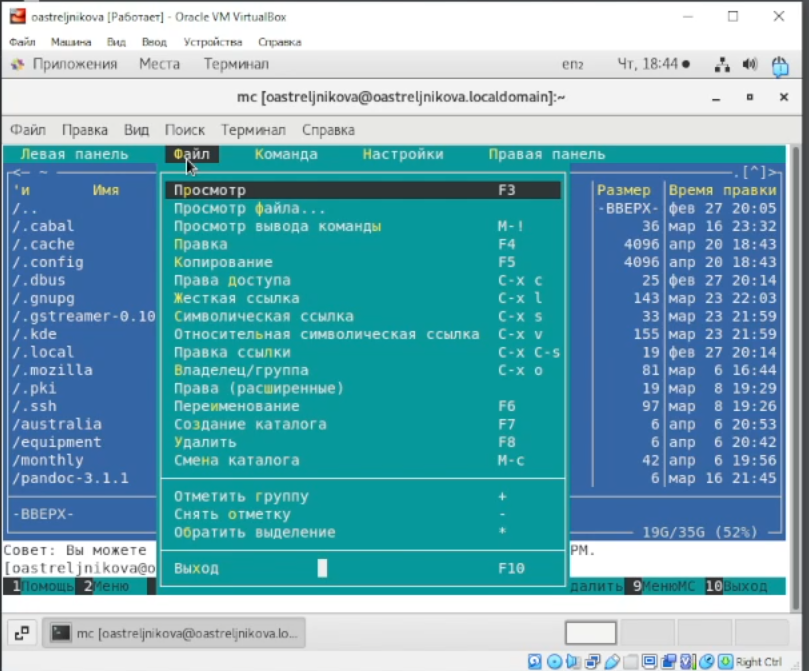 oastreljnikova [Работает] - Oracle VM VirtualBox
Файл Машина Вид Ввод Устройства Справка
Приложения Места Терминал en₂ Чт, 18:44
mc [oastreljnikova@oastreljnikova.localdomain]:~
Файл Правка Вид Поиск Терминал Справка
Левая панель Файл Команда Настройки Правая панель
<— ~ .[^]>
'и Имя Просмотр F3 Размер Время правки
/.. Просмотр файла... -ВВЕРХ- фев 27 20:05
/.cabal Просмотр вывода команды M-! 36 мар 16 23:32
/.cache Правка F4 4096 апр 20 18:43
/.config Копирование F5 4096 апр 20 18:43
/.dbus Права доступа C-x c 25 фев 27 20:14
/.gnupg Жесткая ссылка C-x l 143 мар 23 22:03
/.gstreamer-0.10 Символическая ссылка C-x s 33 мар 23 21:59
/.kde Относительная символическая ссылка C-x v 155 мар 23 21:59
/.local Правка ссылки C-x C-s 19 фев 27 20:14
/.mozilla Владелец/группа C-x o 81 мар 6 16:44
/.pki Права (расширенные) 19 мар 8 19:29
/.ssh Переименование F6 97 мар 8 19:26
/australia Создание каталога F7 6 апр 6 20:53
/equipment Удалить F8 6 апр 6 20:42
/monthly Смена каталога M-c 42 апр 6 19:56
/pandoc-3.1.1 6 мар 16 21:45
Отметить группу +
-ВВЕРХ- Снять отметку -
Обратить выделение * 19G/35G (52%)
Совет: Вы можете РМ.
[oastreljnikova@o Выход F10
1Помощь 2Меню далить 9МенюMC 10Выход
mc [oastreljnikova@oastreljnikova.lo...
Right Ctrl